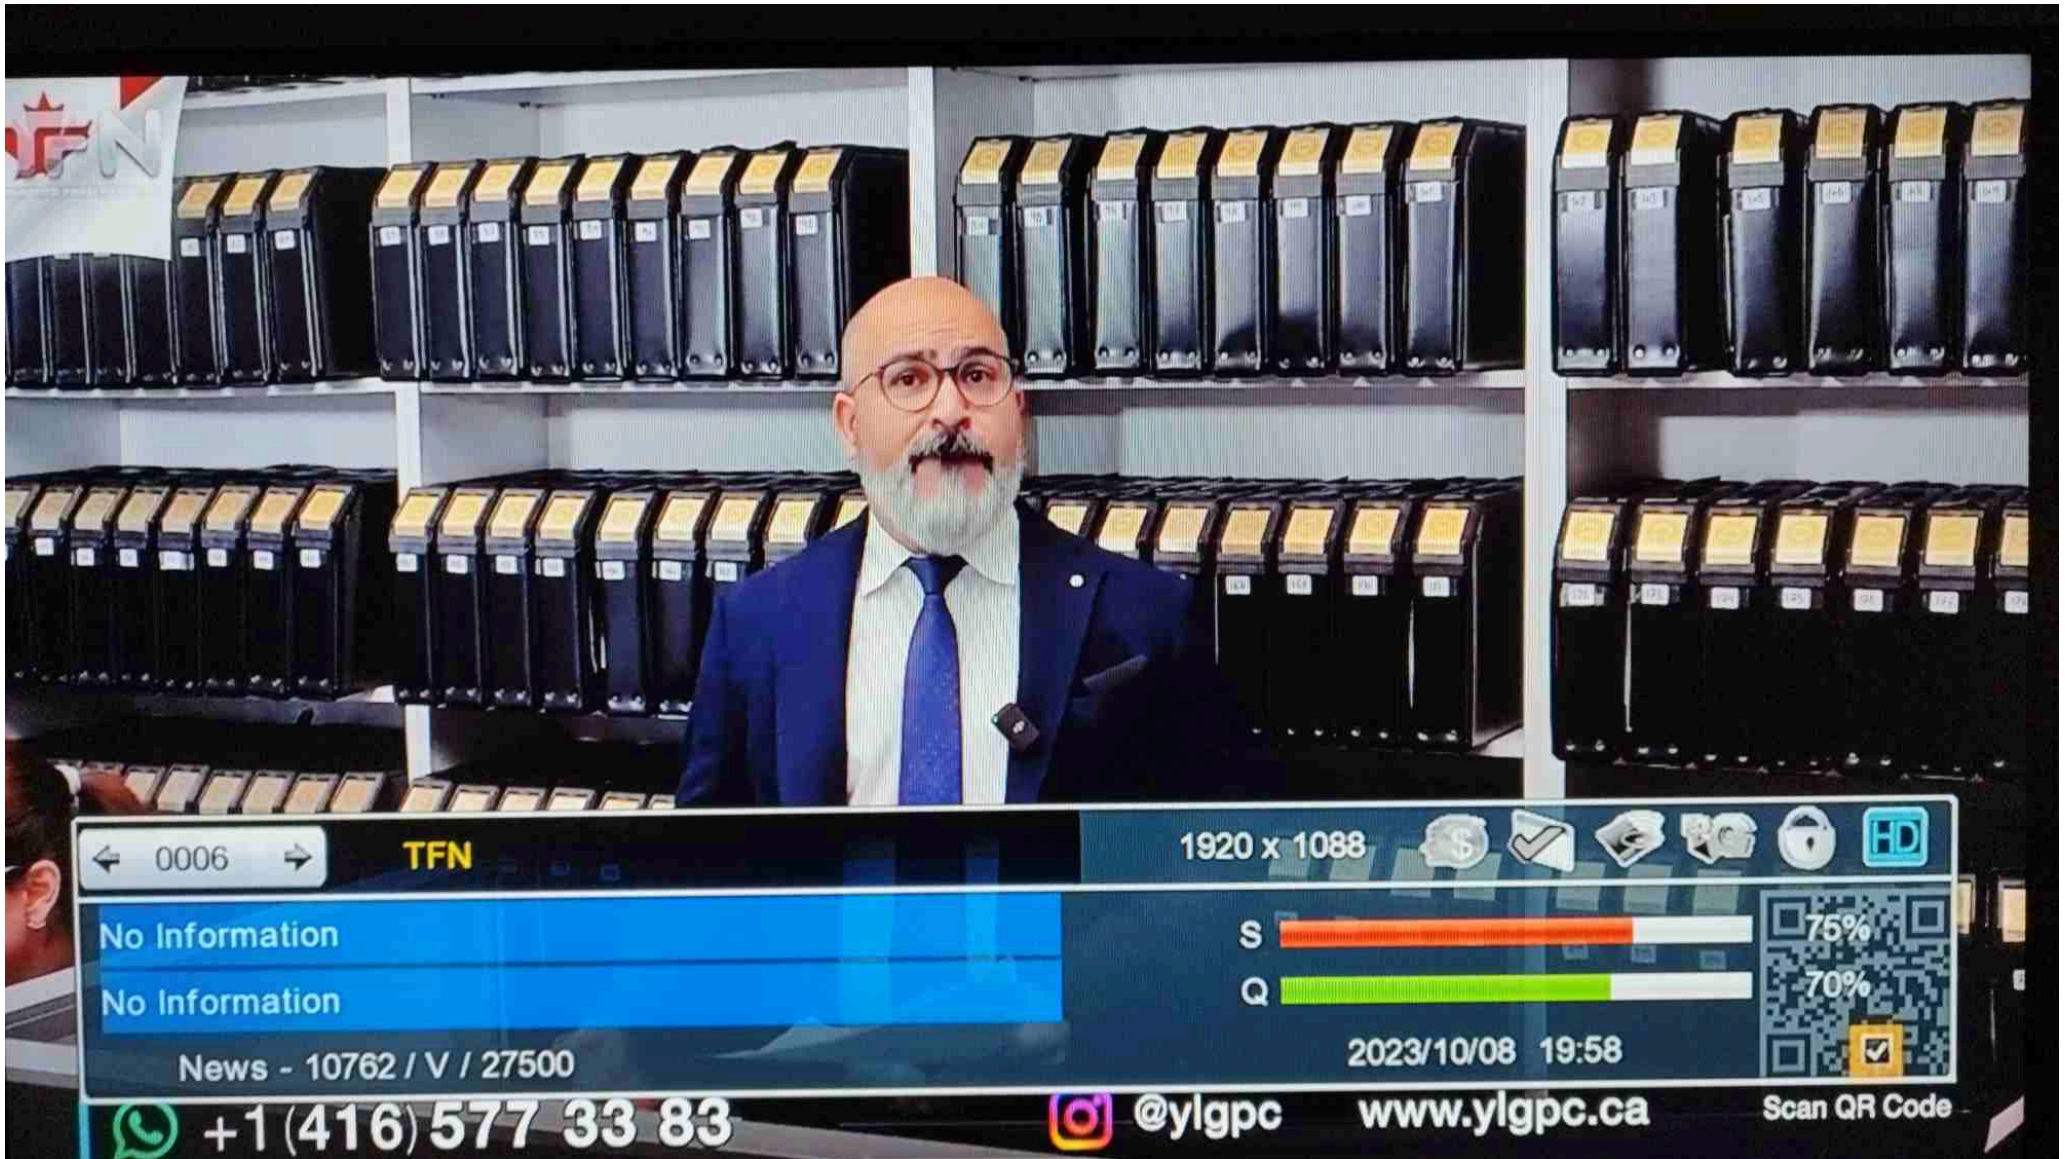 TFN
0006
TFN
1920 x 1088
HD
No Information
S
75%
No Information
Q
70%
News - 10762 / V / 27500
2023/10/08 19:58
+1 (416) 577 33 83
@ylgpc
www.ylgpc.ca
Scan QR Code